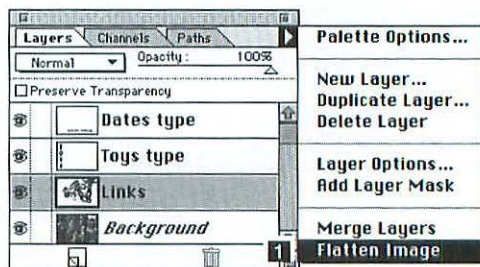 Layers Channels Paths
Normal Opacity: 100%
Preserve Transparency
Dates type
Toys type
Links
Background
Palette Options...
New Layer...
Duplicate Layer...
Delete Layer
Layer Options...
Add Layer Mask
Merge Layers
1 Flatten Image